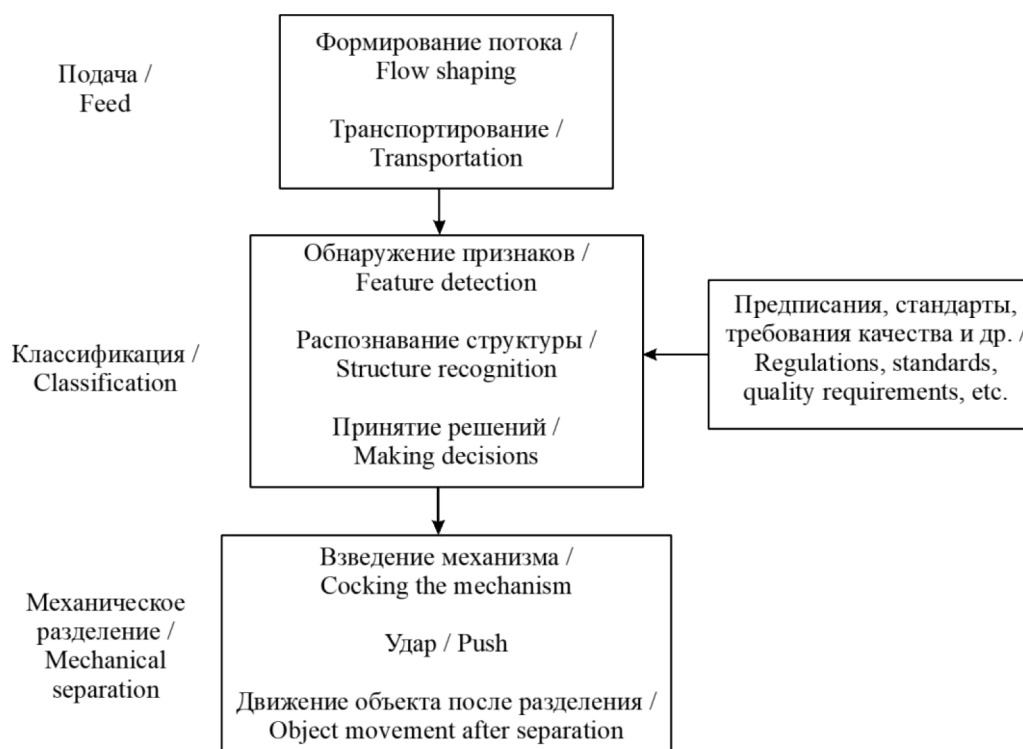 Подача /
Feed
Формирование потока /
Flow shaping
Транспортирование /
Transportation
Классификация /
Classification
Обнаружение признаков /
Feature detection
Распознавание структуры /
Structure recognition
Принятие решений /
Making decisions
Предписания, стандарты,
требования качества и др. /
Regulations, standards,
quality requirements, etc.
Механическое
разделение /
Mechanical
separation
Взведение механизма /
Cocking the mechanism
Удар / Push
Движение объекта после разделения /
Object movement after separation